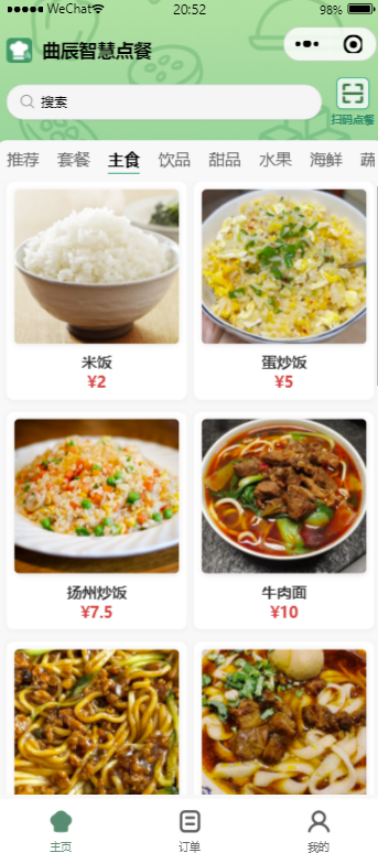 WeChat 20:52 98%
曲辰智慧点餐
搜索
扫码点餐
推荐 套餐 主食 饮品 甜品 水果 海鲜 蔬
米饭 蛋炒饭
¥2 ¥5
扬州炒饭 牛肉面
¥7.5 ¥10
主页 订单 我的